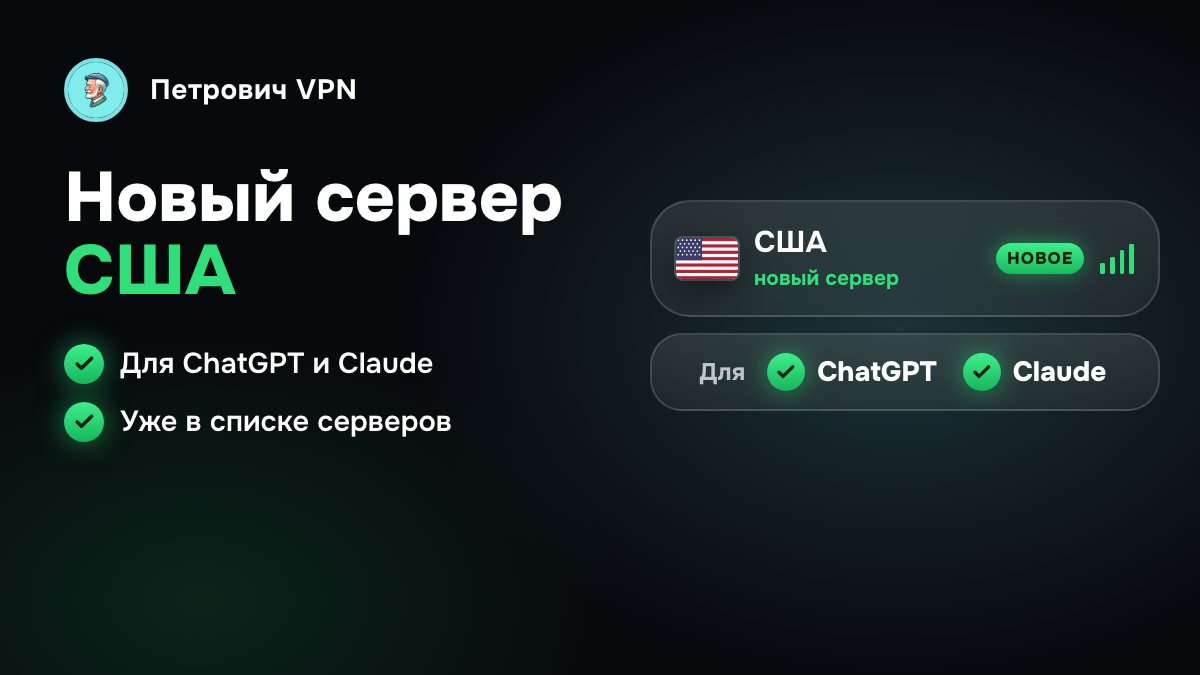 Петрович VPN
Новый сервер
США
Для ChatGPT и Claude
Уже в списке серверов
США
новый сервер
НОВОЕ
Для ChatGPT Claude